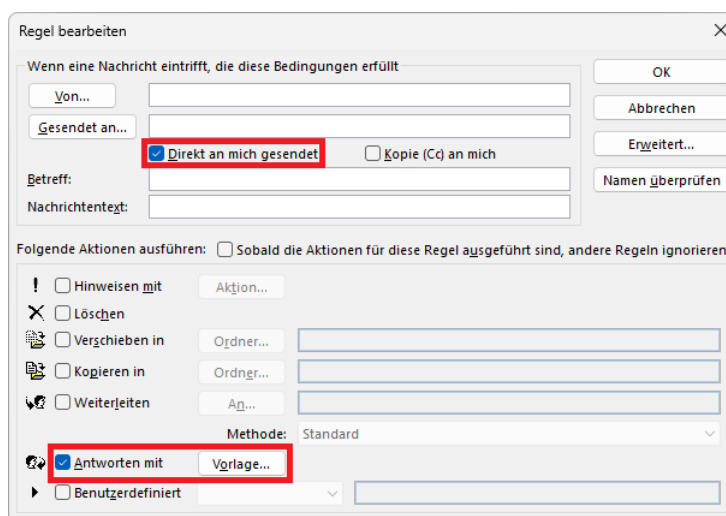 Regel bearbeiten
Wenn eine Nachricht eintrifft, die diese Bedingungen erfüllt
OK
Von...
Abbrechen
Gesendet an...
Direkt an mich gesendet
Kopie (Cc) an mich
Erweitert...
Betreff:
Namen überprüfen
Nachrichtentext:
Folgende Aktionen ausführen:
Sobald die Aktionen für diese Regel ausgeführt sind, andere Regeln ignorieren
Hinweisen mit
Aktion...
Löschen
Verschieben in
Ordner...
Kopieren in
Ordner...
Weiterleiten
An...
Methode:
Standard
Antworten mit
Vorlage...
Benutzerdefiniert